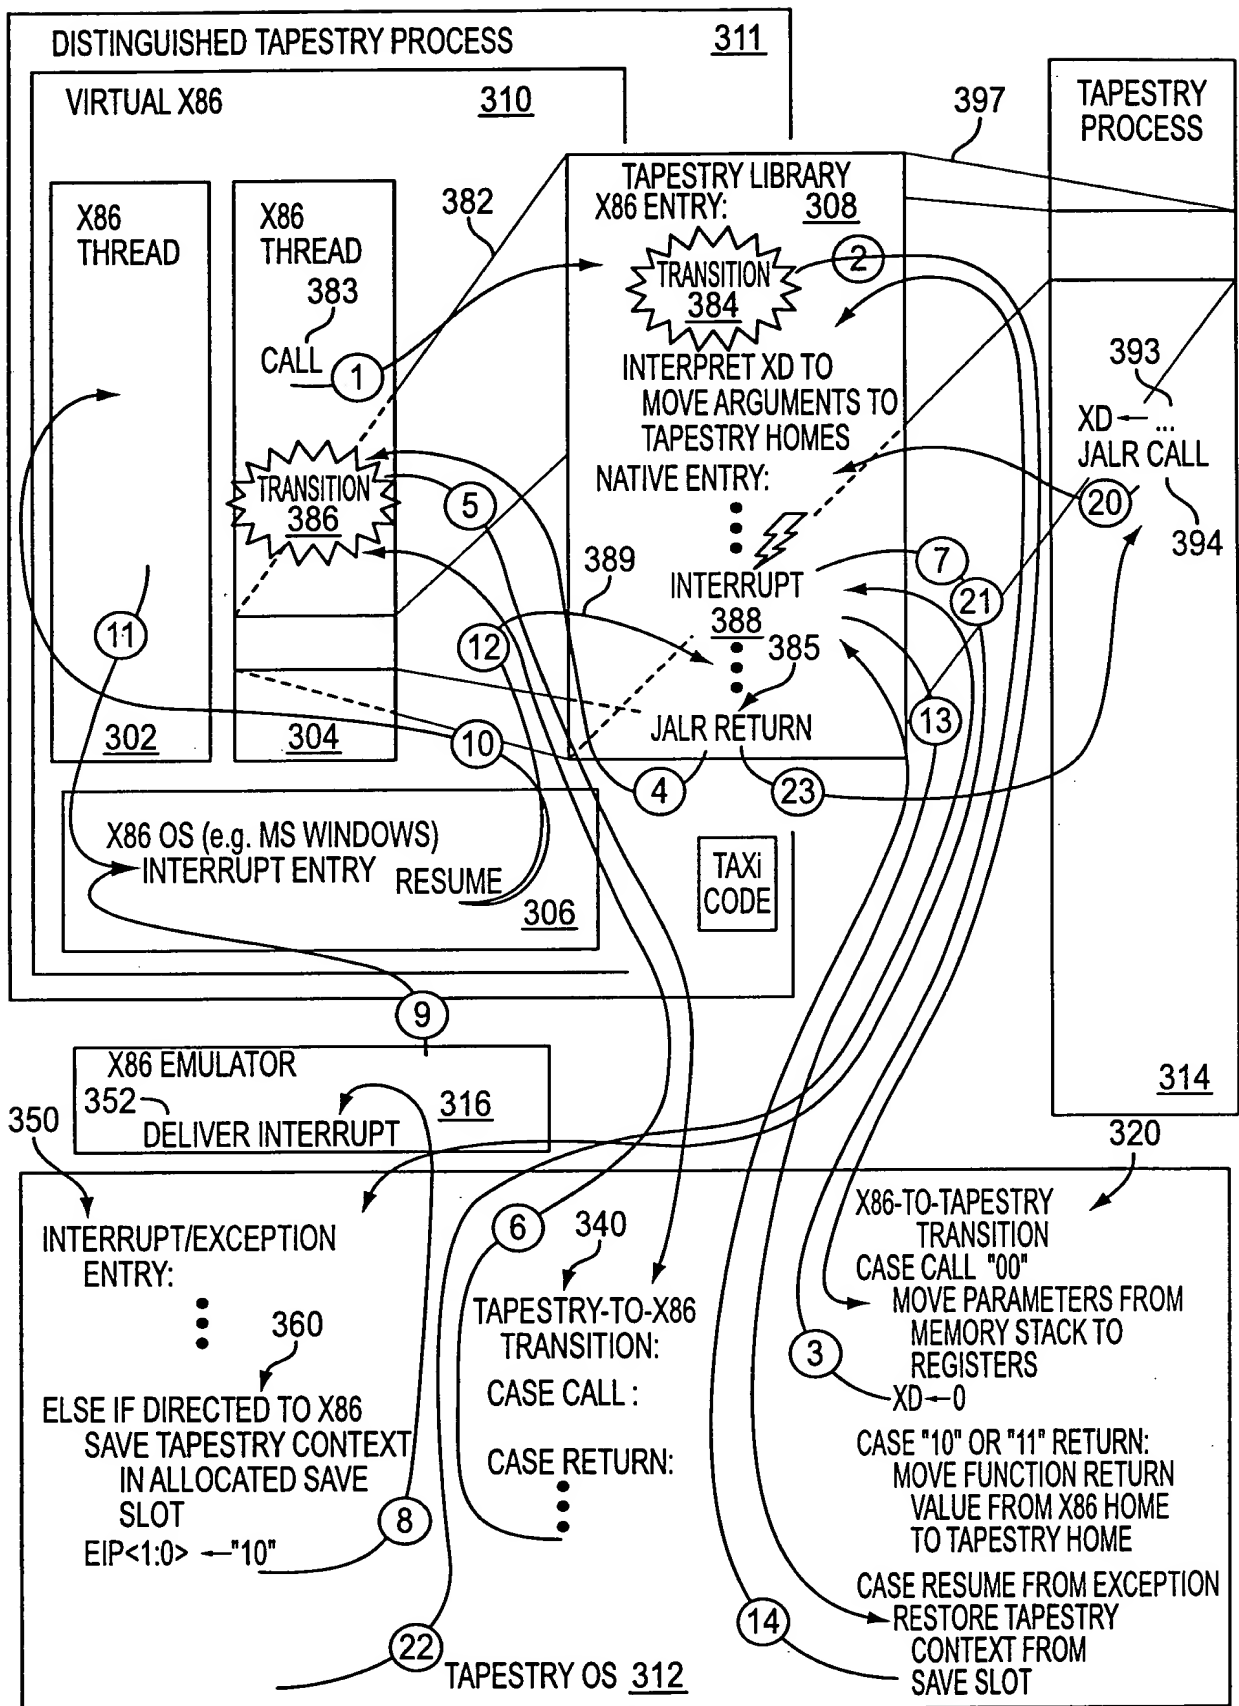 DISTINGUISHED TAPESTRY PROCESS 311
VIRTUAL X86 310
X86
THREAD
302
X86
THREAD
383
CALL
1
TRANSITION
386
304
382
5
389
12
11
10
4
23
TAPESTRY LIBRARY
X86 ENTRY: 308
TRANSITION
384
2
INTERPRET XD TO
MOVE ARGUMENTS TO
TAPESTRY HOMES
NATIVE ENTRY:
INTERRUPT
388
385
JALR RETURN
7
21
13
397
TAPESTRY
PROCESS
393
XD ← ...
JALR CALL
20
394
314
X86 OS (e.g. MS WINDOWS)
INTERRUPT ENTRY
RESUME
306
TAXi
CODE
9
X86 EMULATOR
352
DELIVER INTERRUPT
316
350
INTERRUPT/EXCEPTION
ENTRY:
360
ELSE IF DIRECTED TO X86
SAVE TAPESTRY CONTEXT
IN ALLOCATED SAVE
SLOT
EIP<1:0> ← "10"
8
22
6
340
TAPESTRY-TO-X86
TRANSITION:
CASE CALL :
CASE RETURN:
TAPESTRY OS 312
320
X86-TO-TAPESTRY
TRANSITION
CASE CALL "00"
MOVE PARAMETERS FROM
MEMORY STACK TO
REGISTERS
3
XD←0
CASE "10" OR "11" RETURN:
MOVE FUNCTION RETURN
VALUE FROM X86 HOME
TO TAPESTRY HOME
CASE RESUME FROM EXCEPTION
RESTORE TAPESTRY
CONTEXT FROM
SAVE SLOT
14